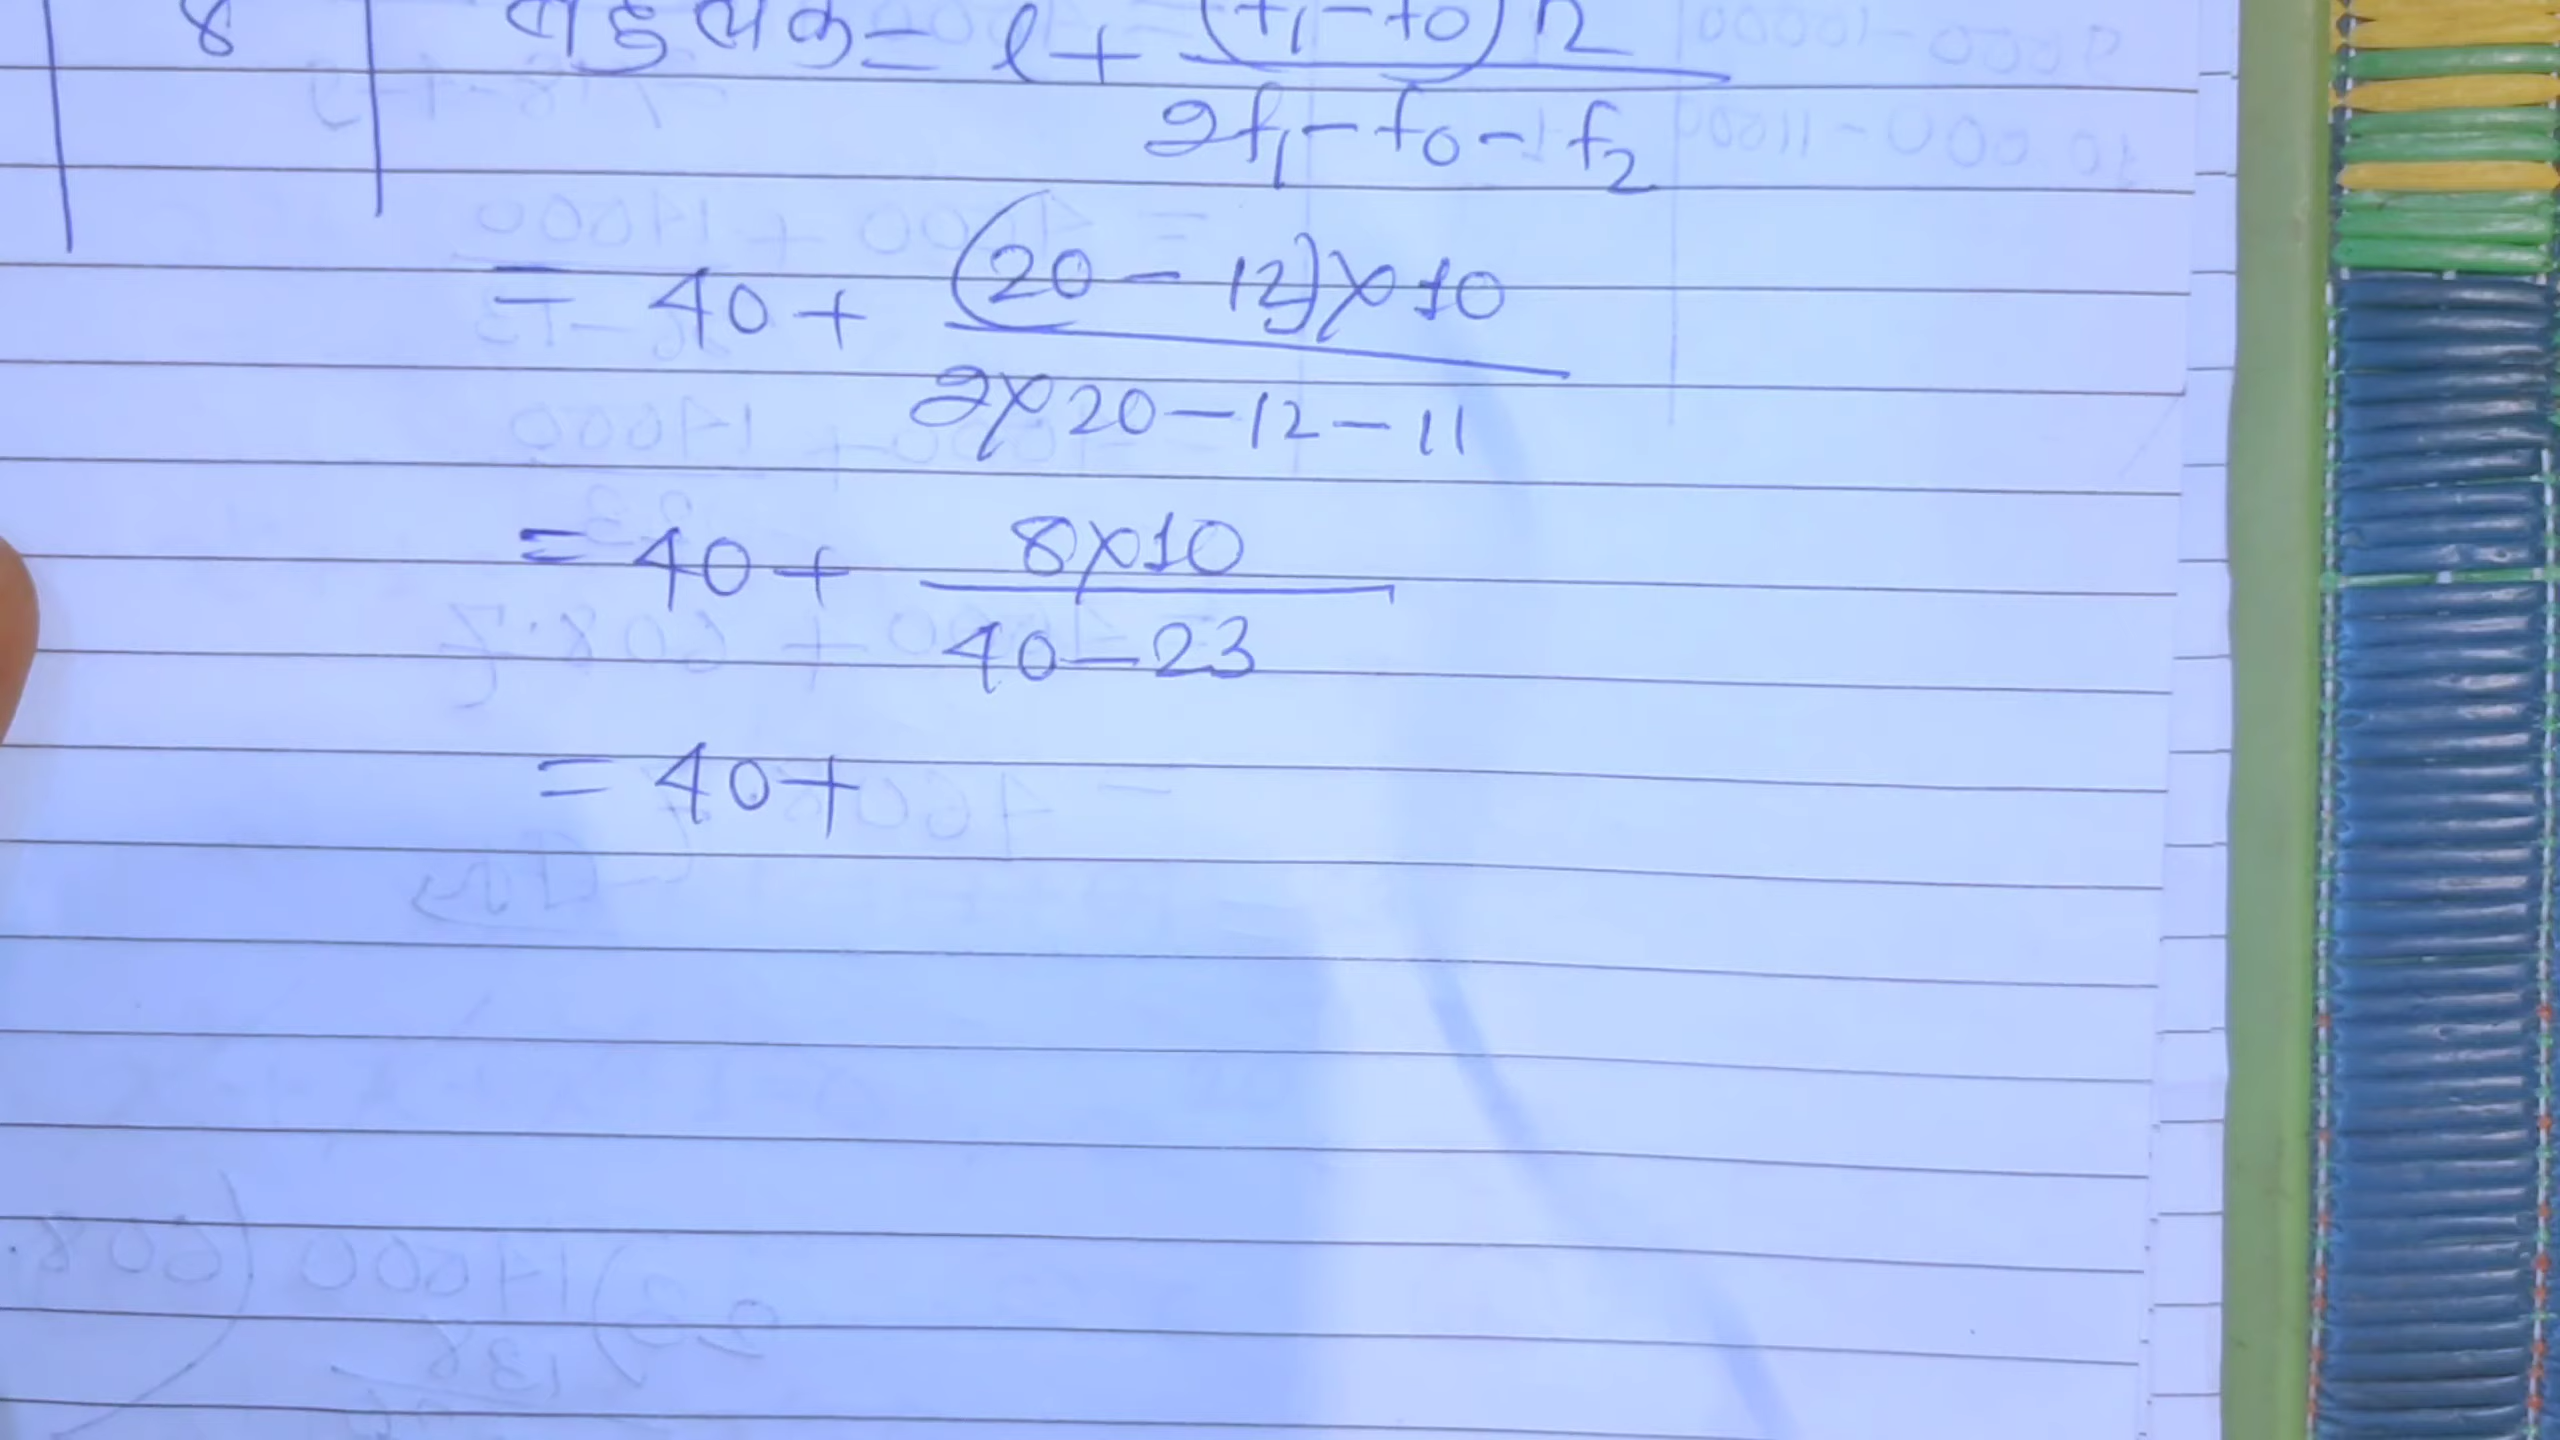 8 बहुलक = l + (f1 - f0) h
2f1 - f0 - f2
= 40 + (20 - 12) × 10
2 × 20 - 12 - 11
= 40 + 8 × 10
40 - 23
= 40 +